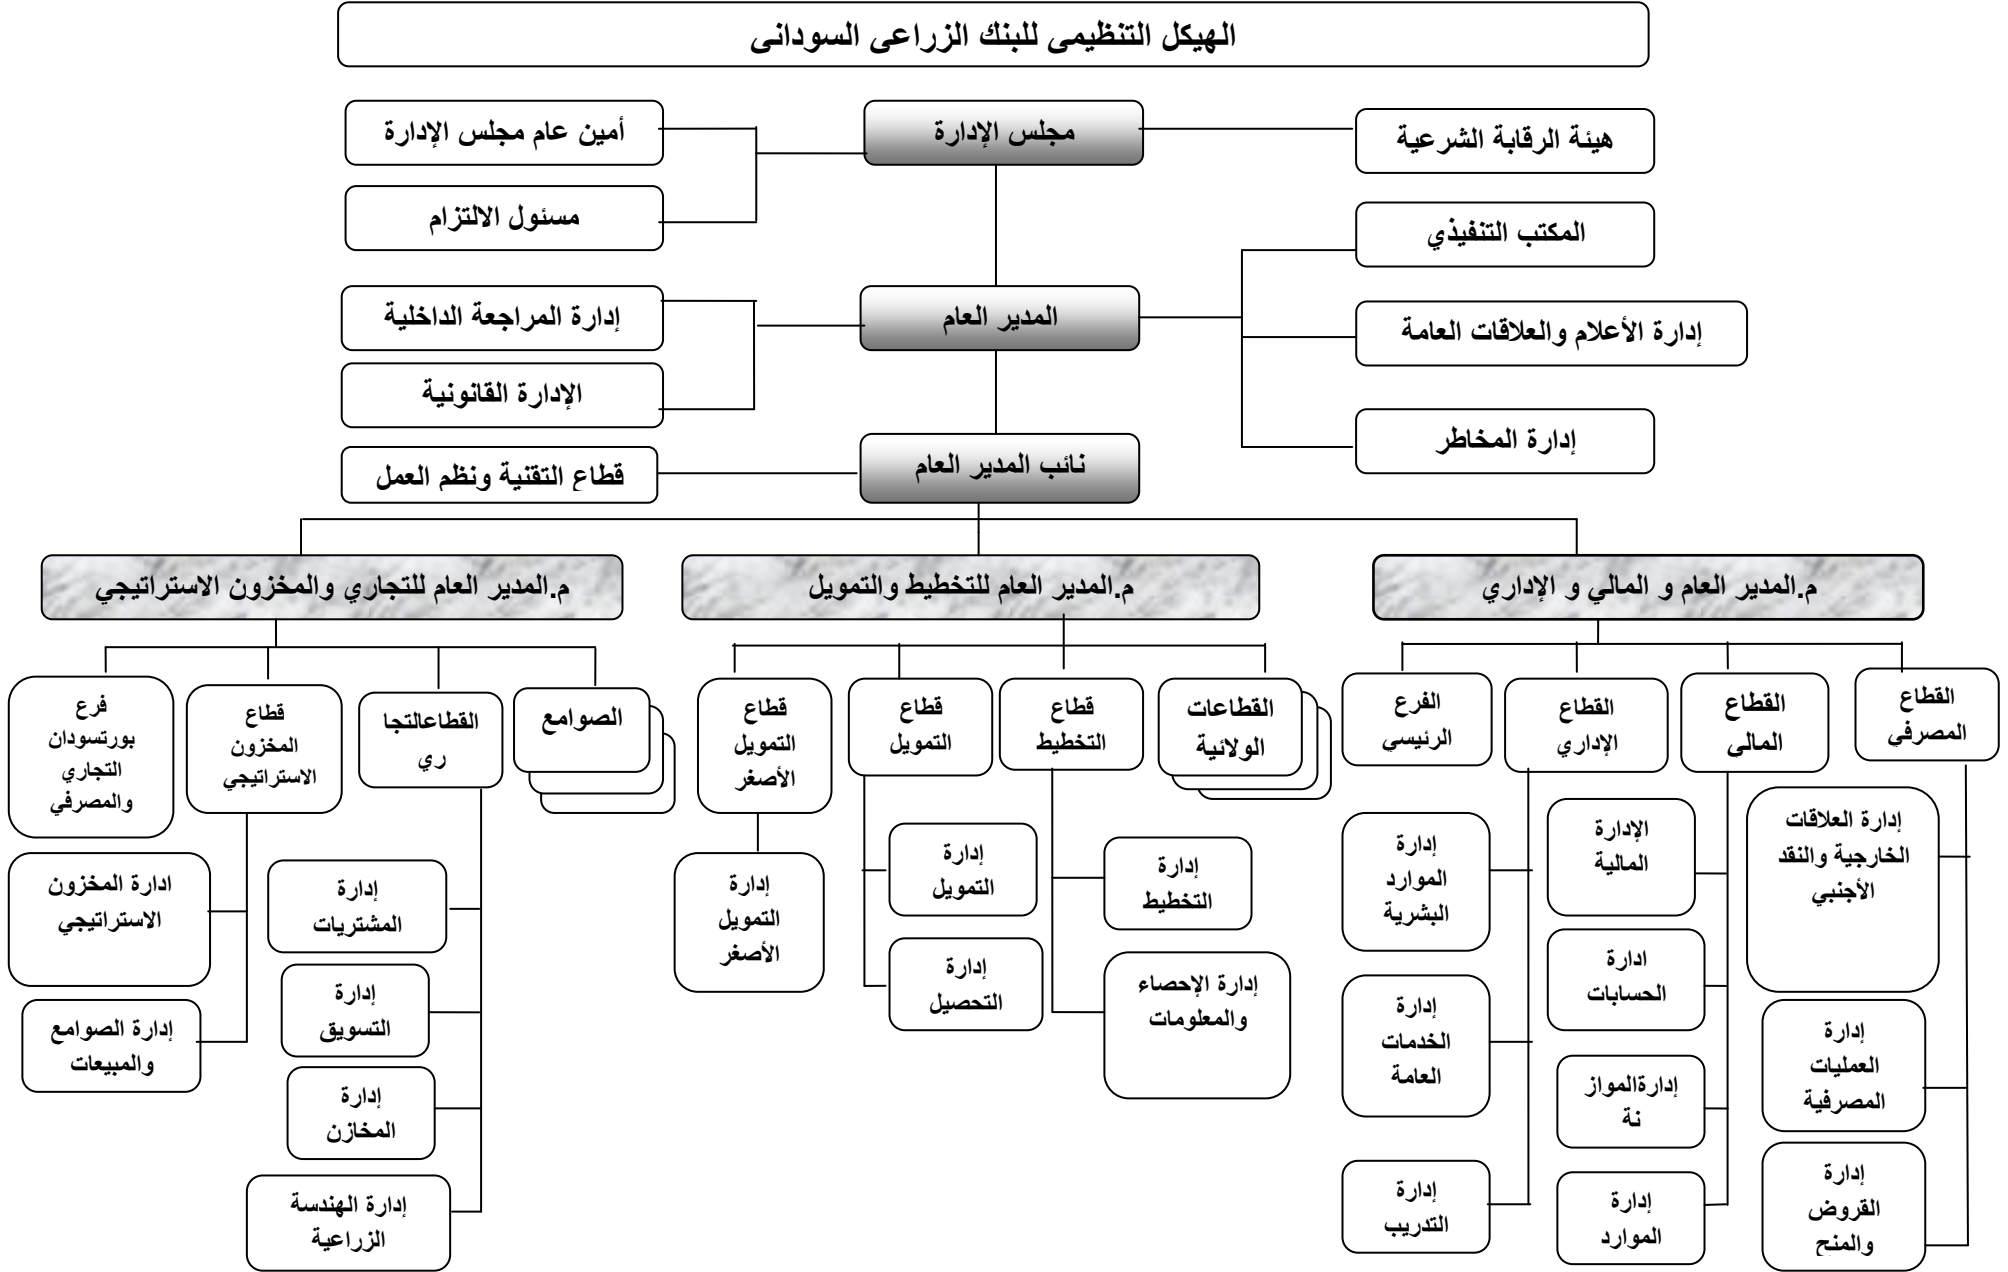 الهيكل التنظيمى للبنك الزراعى السودانى
مجلس الإدارة
هيئة الرقابة الشرعية
أمين عام مجلس الإدارة
مسئول الالتزام
المدير العام
المكتب التنفيذي
إدارة الأعلام والعلاقات العامة
إدارة المخاطر
إدارة المراجعة الداخلية
الإدارة القانونية
نائب المدير العام
قطاع التقنية ونظم العمل
م.المدير العام و المالي و الإداري
م.المدير العام للتخطيط والتمويل
م.المدير العام للتجاري والمخزون الاستراتيجي
القطاع
المصرفي
القطاع
المالي
القطاع
الإداري
الفرع
الرئيسي
القطاعات
الولائية
قطاع
التخطيط
قطاع
التمويل
قطاع
التمويل
الأصغر
الصوامع
القطاعالتجا
ري
قطاع
المخزون
الاستراتيجي
فرع
بورتسودان
التجاري
والمصرفي
إدارة العلاقات
الخارجية والنقد
الأجنبي
إدارة
العمليات
المصرفية
إدارة
القروض
والمنح
الإدارة
المالية
ادارة
الحسابات
إدارةالمواز
نة
إدارة
الموارد
إدارة
الموارد
البشرية
إدارة
الخدمات
العامة
إدارة
التدريب
إدارة
التخطيط
إدارة الإحصاء
والمعلومات
إدارة
التمويل
إدارة
التحصيل
إدارة
التمويل
الأصغر
إدارة
المشتريات
إدارة
التسويق
إدارة
المخازن
إدارة الهندسة
الزراعية
ادارة المخزون
الاستراتيجي
إدارة الصوامع
والمبيعات